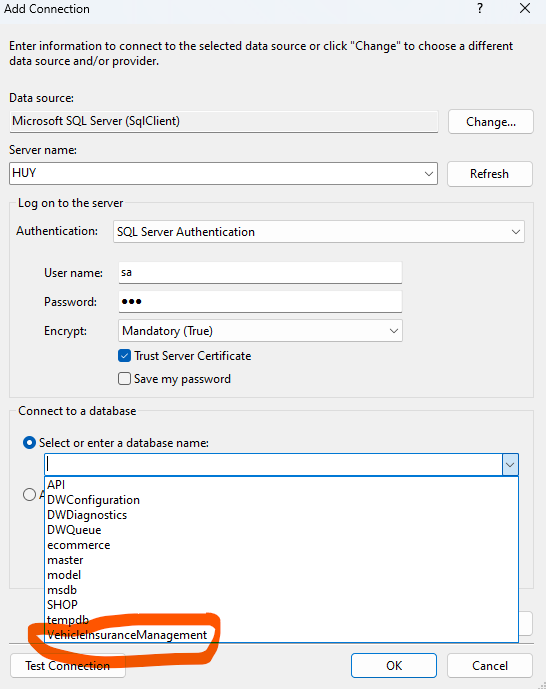 Add Connection
?
Enter information to connect to the selected data source or click "Change" to choose a different
data source and/or provider.
Data source:
Microsoft SQL Server (SqlClient)
Change...
Server name:
HUY
Refresh
Log on to the server
Authentication:
SQL Server Authentication
User name:
sa
Password:
●●●
Encrypt:
Mandatory (True)
Trust Server Certificate
Save my password
Connect to a database
Select or enter a database name:
API
DWConfiguration
DWDiagnostics
DWQueue
ecommerce
master
model
msdb
SHOP
tempdb
VehicleInsuranceManagement
Test Connection
OK
Cancel